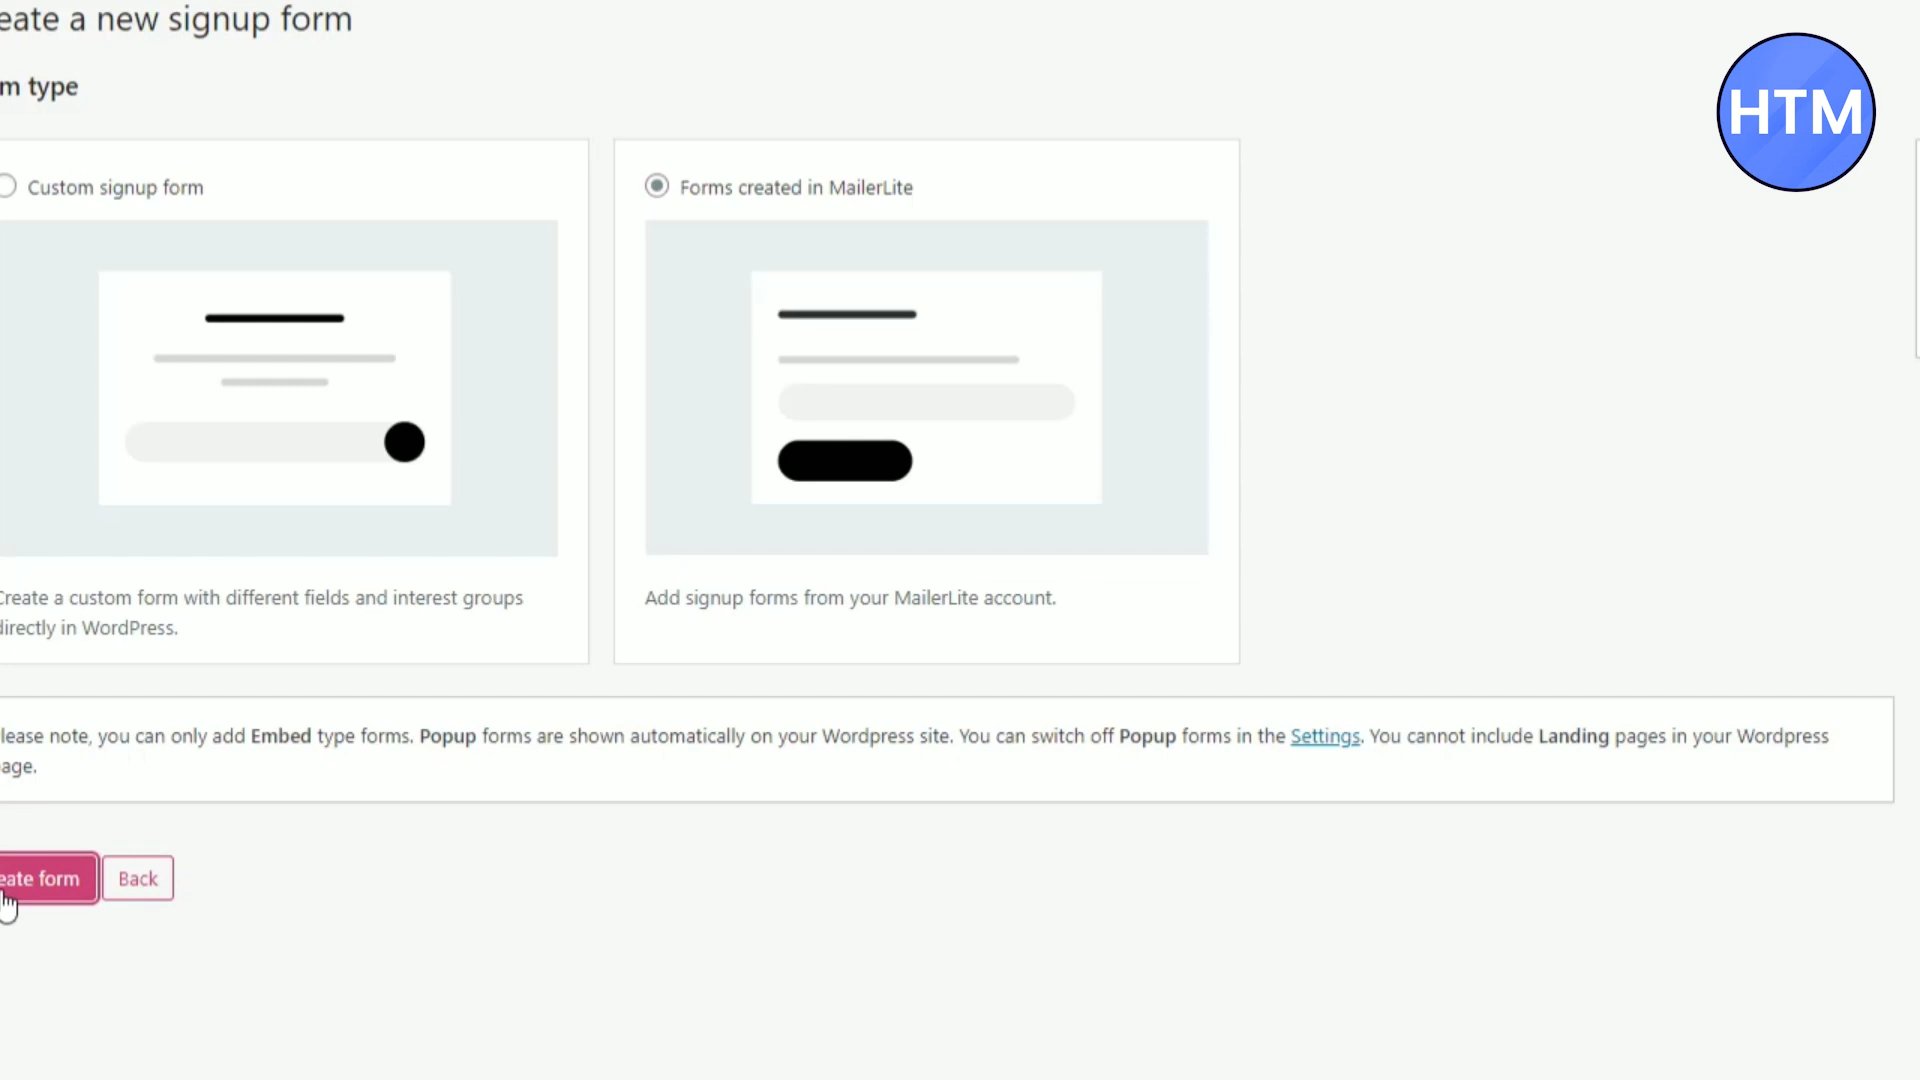 eate a new signup form
HTM
m type
Custom signup form
Forms created in MailerLite
Create a custom form with different fields and interest groups
directly in WordPress.
Add signup forms from your MailerLite account.
lease note, you can only add Embed type forms. Popup forms are shown automatically on your Wordpress site. You can switch off Popup forms in the Settings. You cannot include Landing pages in your Wordpress
age.
eate form
Back